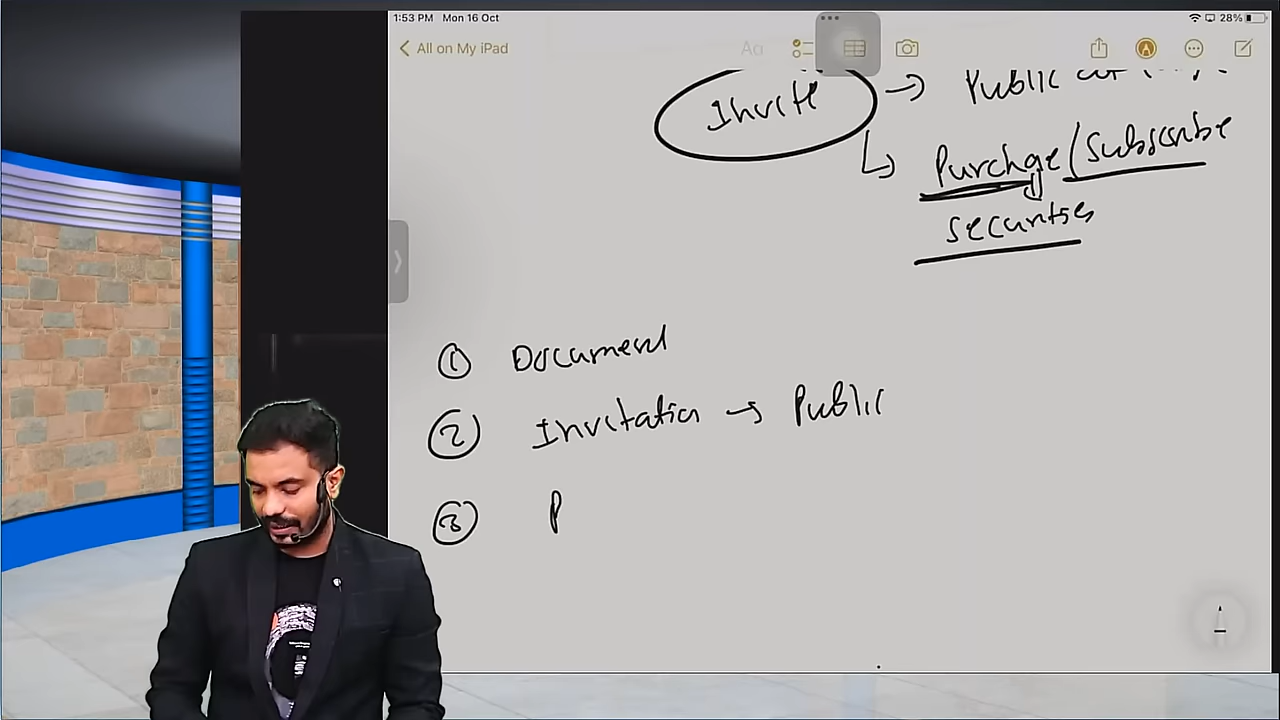 1:53 PM Mon 16 Oct
28%
All on My iPad
Aa
Invite → Public
↳ Purchase / Subscribe
securities
① Document
② Invitation → Public
③ P